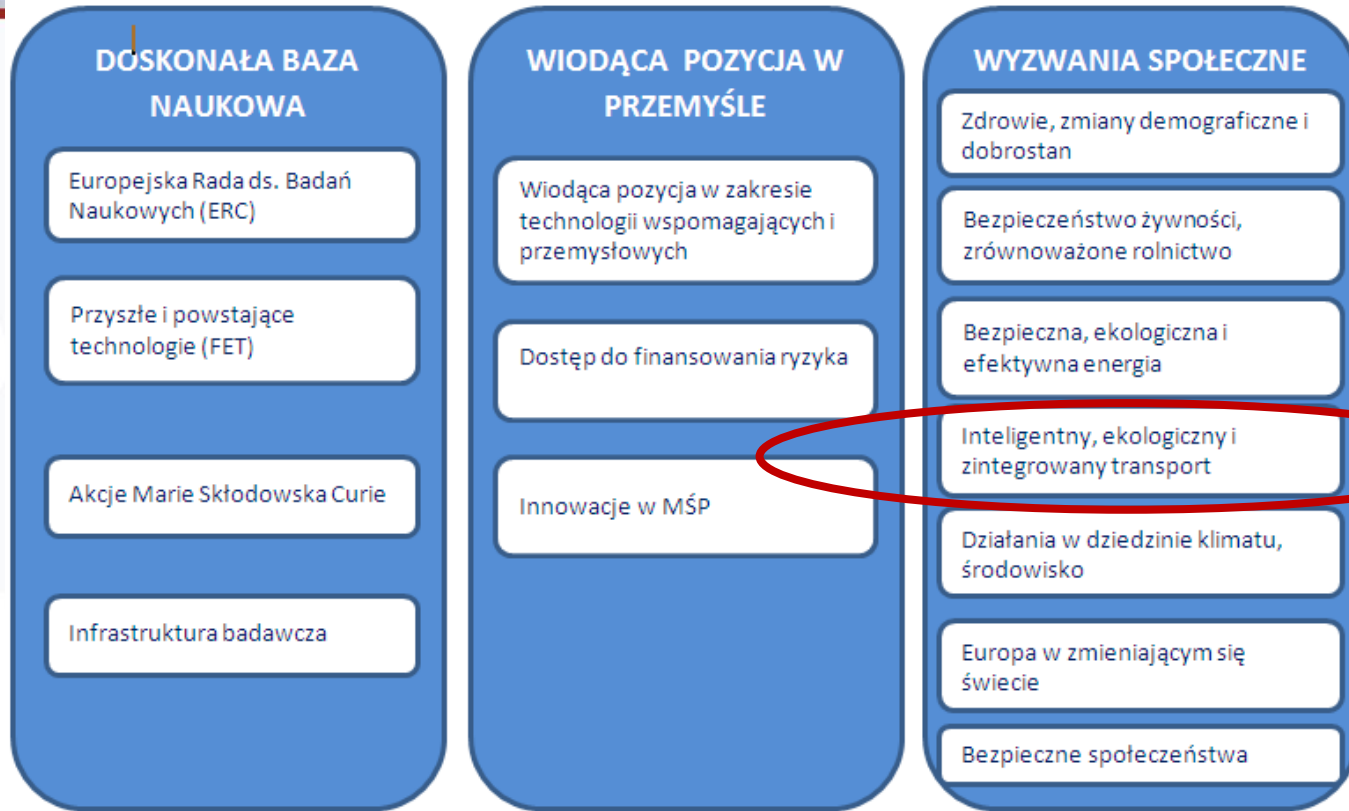 DOSKONAŁA BAZA
NAUKOWA
Europejska Rada ds. Badań
Naukowych (ERC)
Przyszłe i powstające
technologie (FET)
Akcje Marie Skłodowska Curie
Infrastruktura badawcza
WIODĄCA POZYCJA W
PRZEMYŚLE
Wiodąca pozycja w zakresie
technologii wspomagających i
przemysłowych
Dostęp do finansowania ryzyka
Innowacje w MŚP
WYZWANIA SPOŁECZNE
Zdrowie, zmiany demograficzne i
dobrostan
Bezpieczeństwo żywności,
zrównoważone rolnictwo
Bezpieczna, ekologiczna i
efektywna energia
Inteligentny, ekologiczny i
zintegrowany transport
Działania w dziedzinie klimatu,
środowisko
Europa w zmieniającym się
świecie
Bezpieczne społeczeństwa